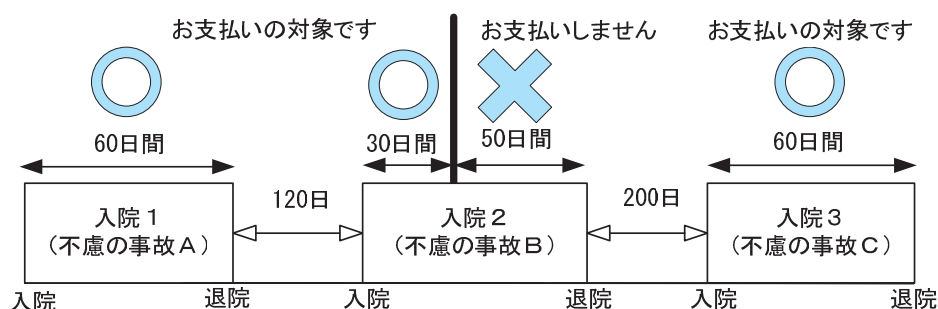 お支払いの対象です
お支払いしません
お支払いの対象です
60日間
30日間
50日間
60日間
120日
200日
入院1
(不慮の事故A)
入院2
(不慮の事故B)
入院3
(不慮の事故C)
入院
退院
入院
退院
入院
退院